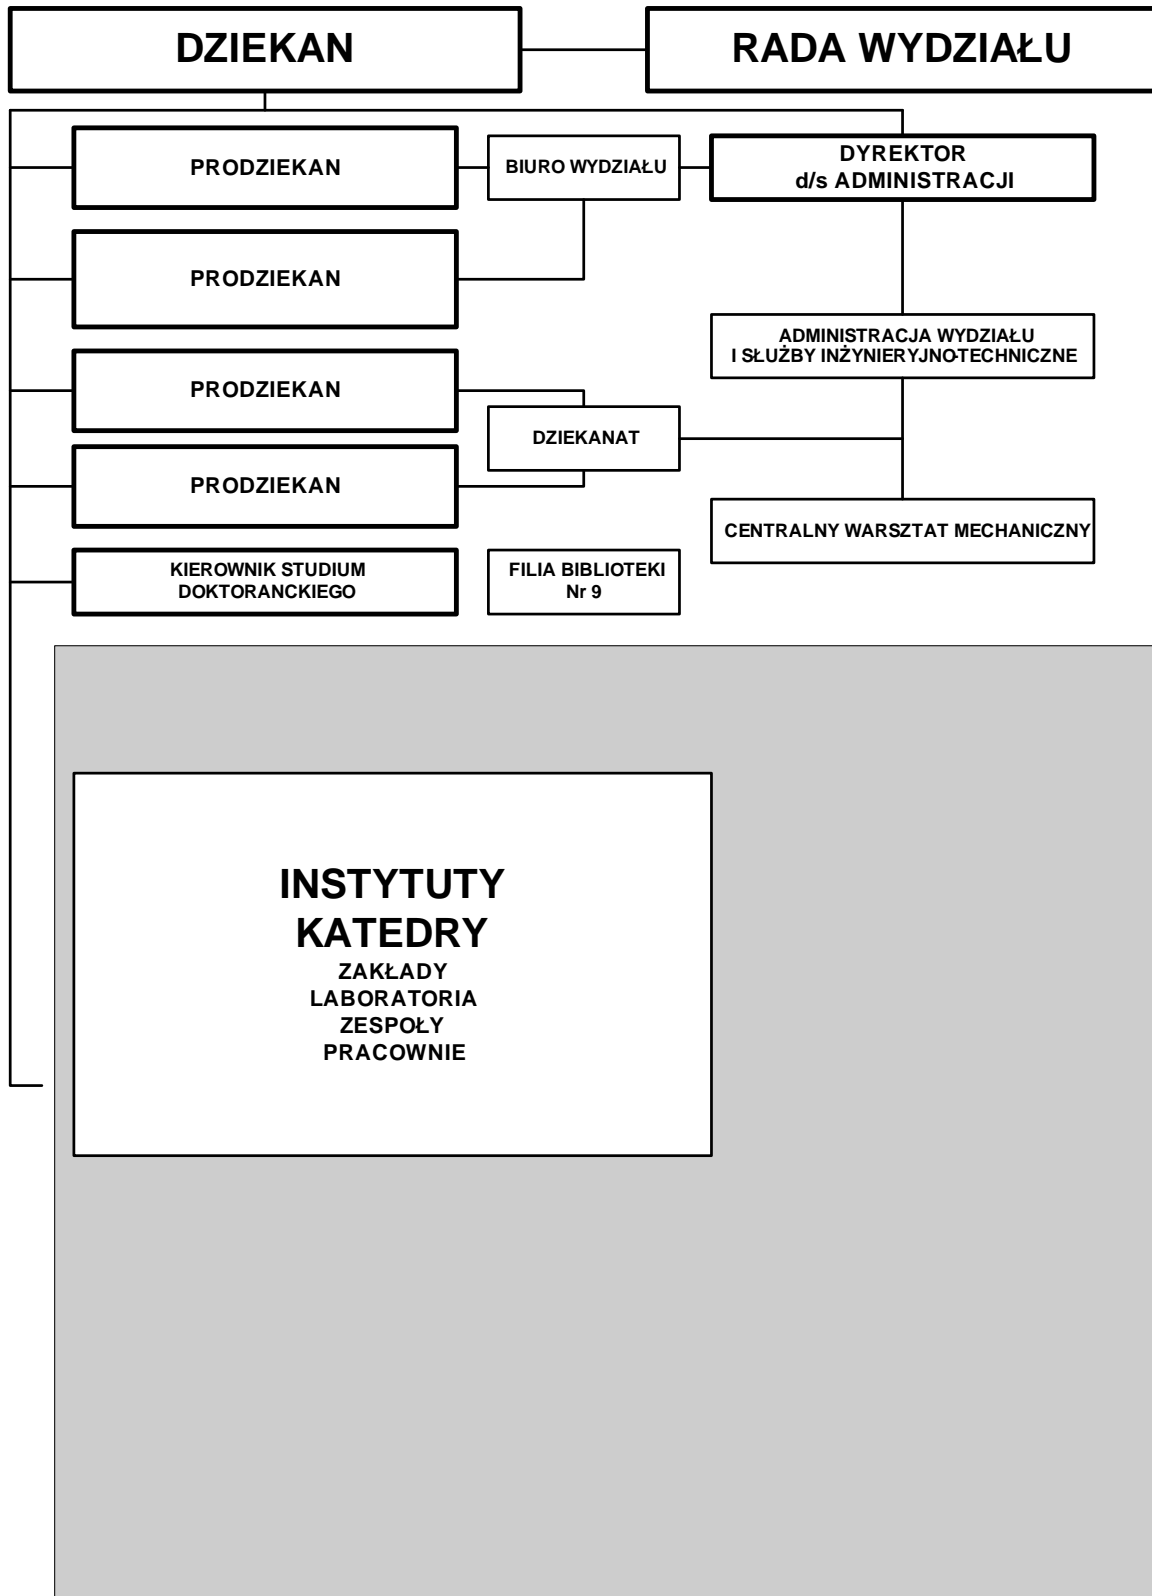 DZIEKAN
RADA WYDZIAŁU
PRODZIEKAN
BIURO WYDZIAŁU
DYREKTOR
d/s ADMINISTRACJI
PRODZIEKAN
ADMINISTRACJA WYDZIAŁU
I SŁUŻBY INŻYNIERYJNO-TECHNICZNE
PRODZIEKAN
DZIEKANAT
PRODZIEKAN
CENTRALNY WARSZTAT MECHANICZNY
KIEROWNIK STUDIUM
DOKTORANCKIEGO
FILIA BIBLIOTEKI
Nr 9
INSTYTUTY
KATEDRY
ZAKŁADY
LABORATORIA
ZESPOŁY
PRACOWNIE